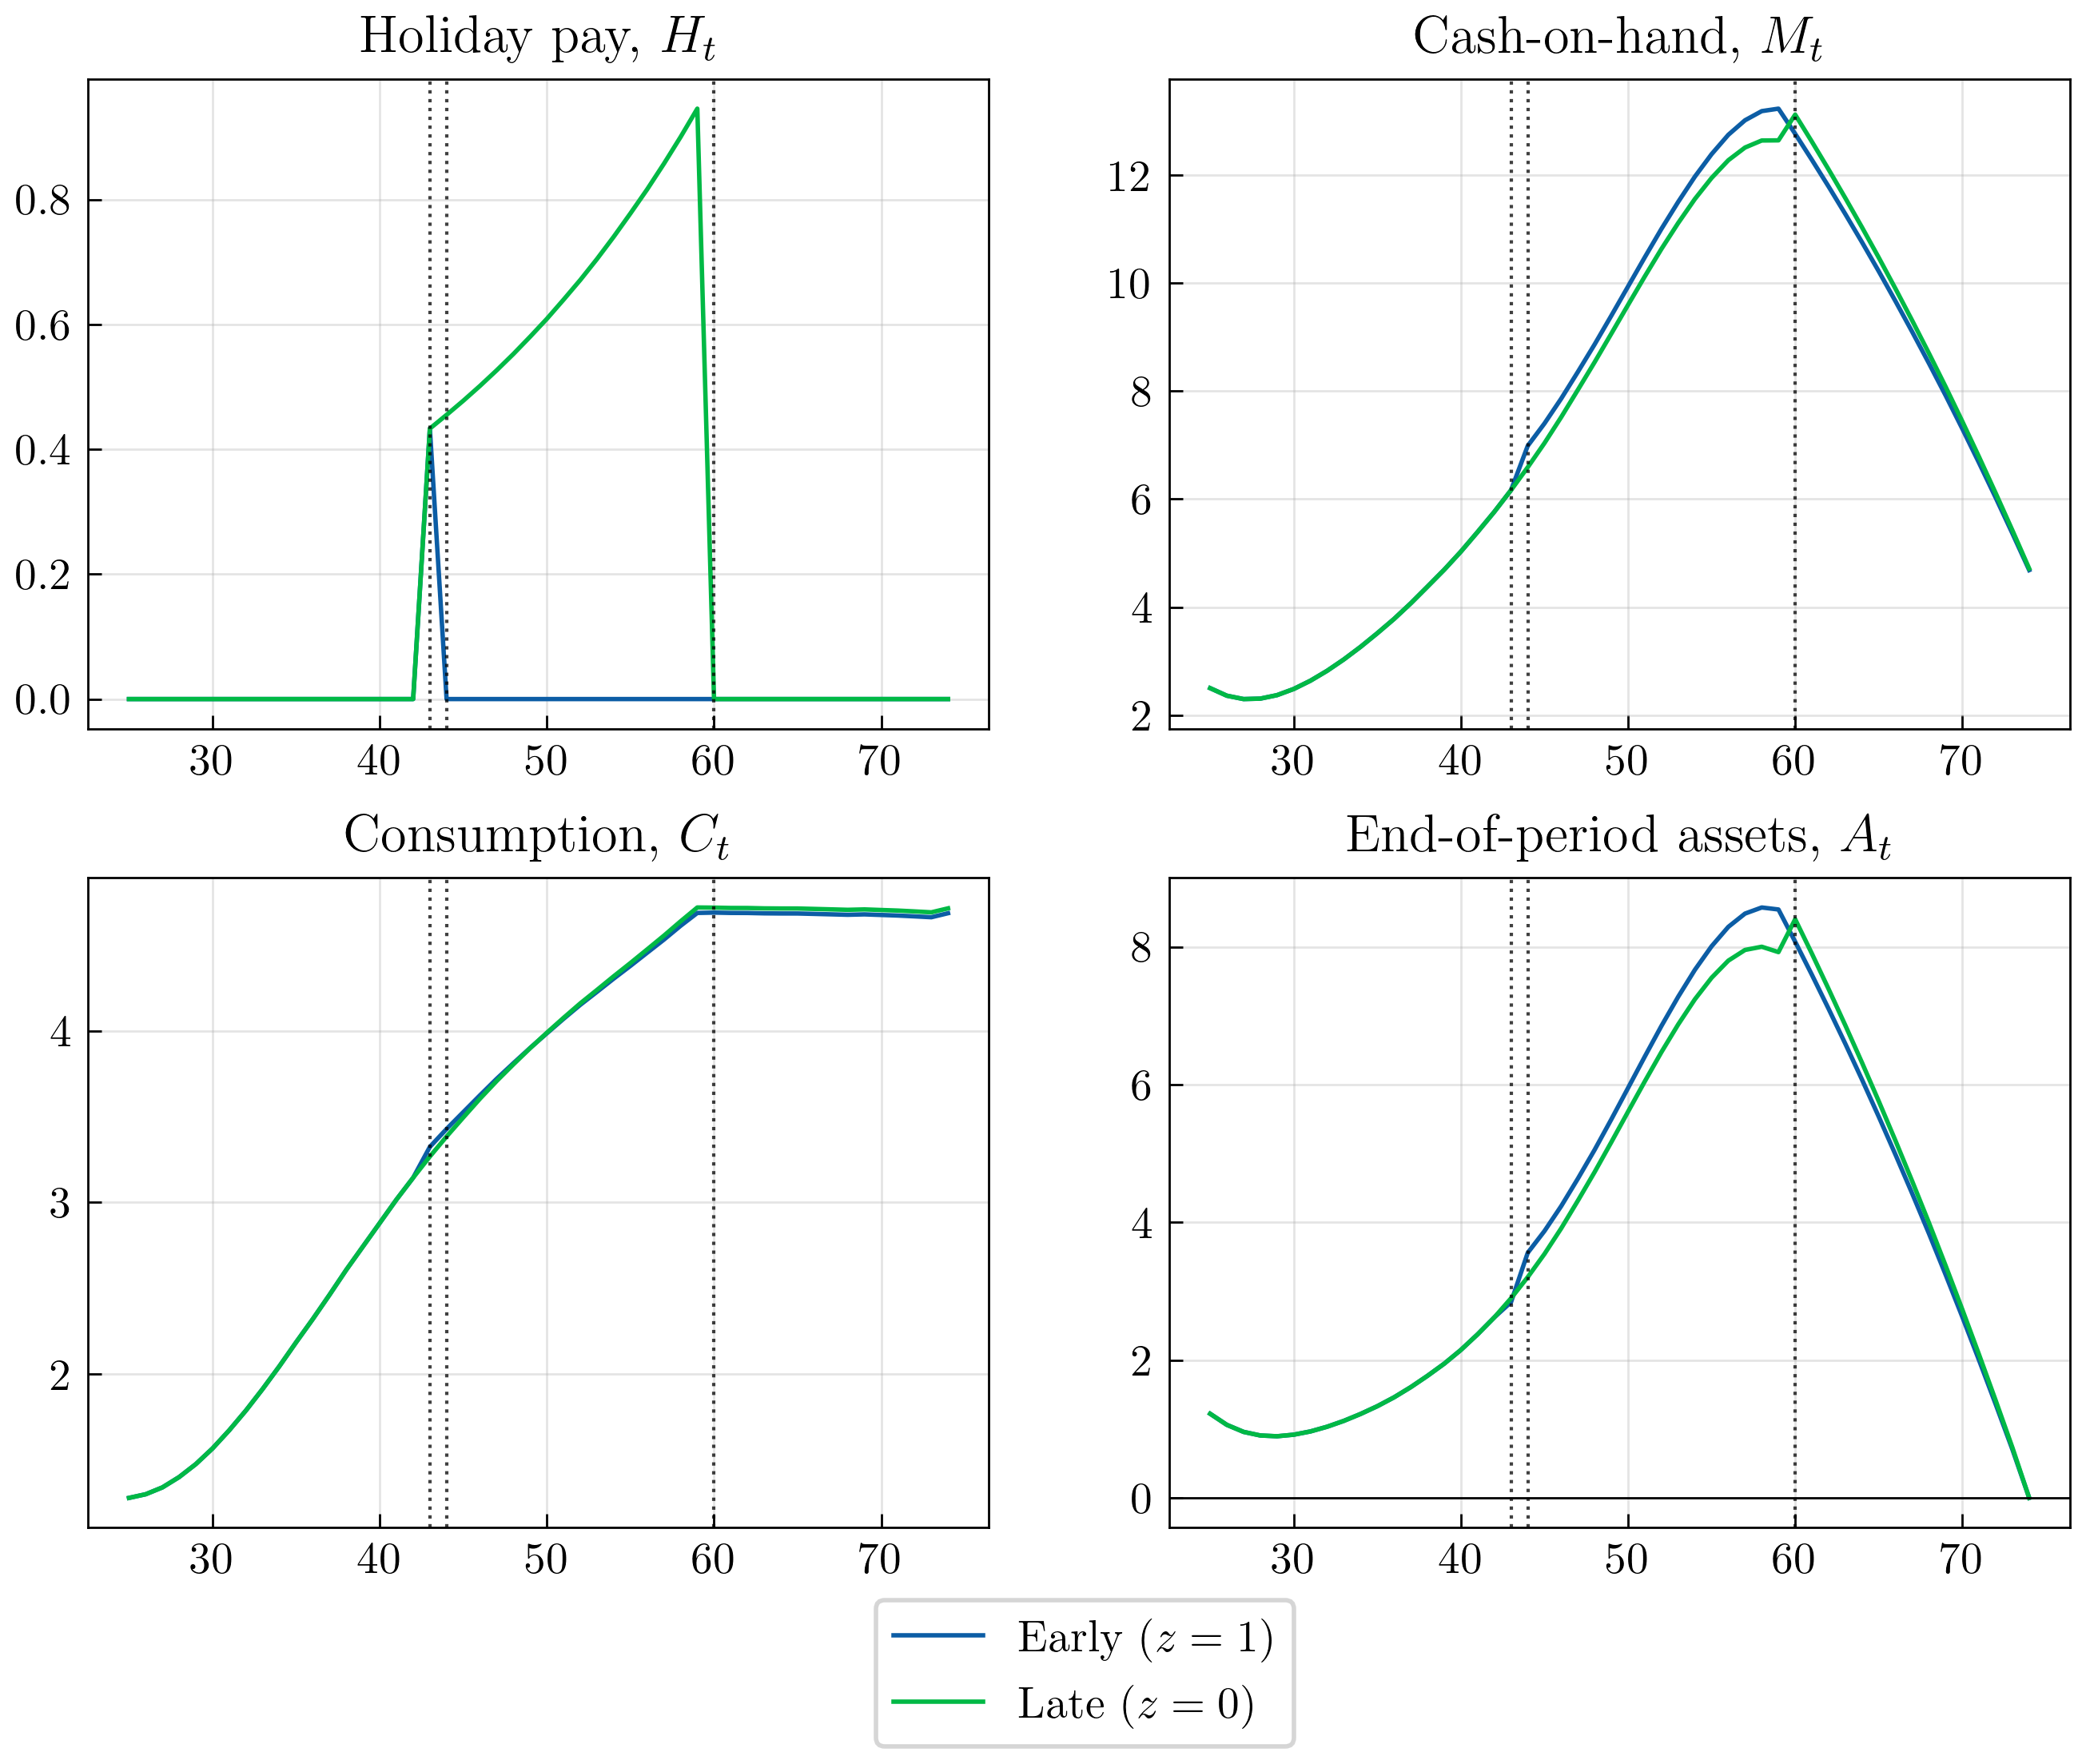 Holiday pay, H_t
0.8
0.6
0.4
0.2
0.0
30 40 50 60 70
Cash-on-hand, M_t
12
10
8
6
4
2
30 40 50 60 70
Consumption, C_t
4
3
2
30 40 50 60 70
End-of-period assets, A_t
8
6
4
2
0
30 40 50 60 70
Early (z = 1)
Late (z = 0)